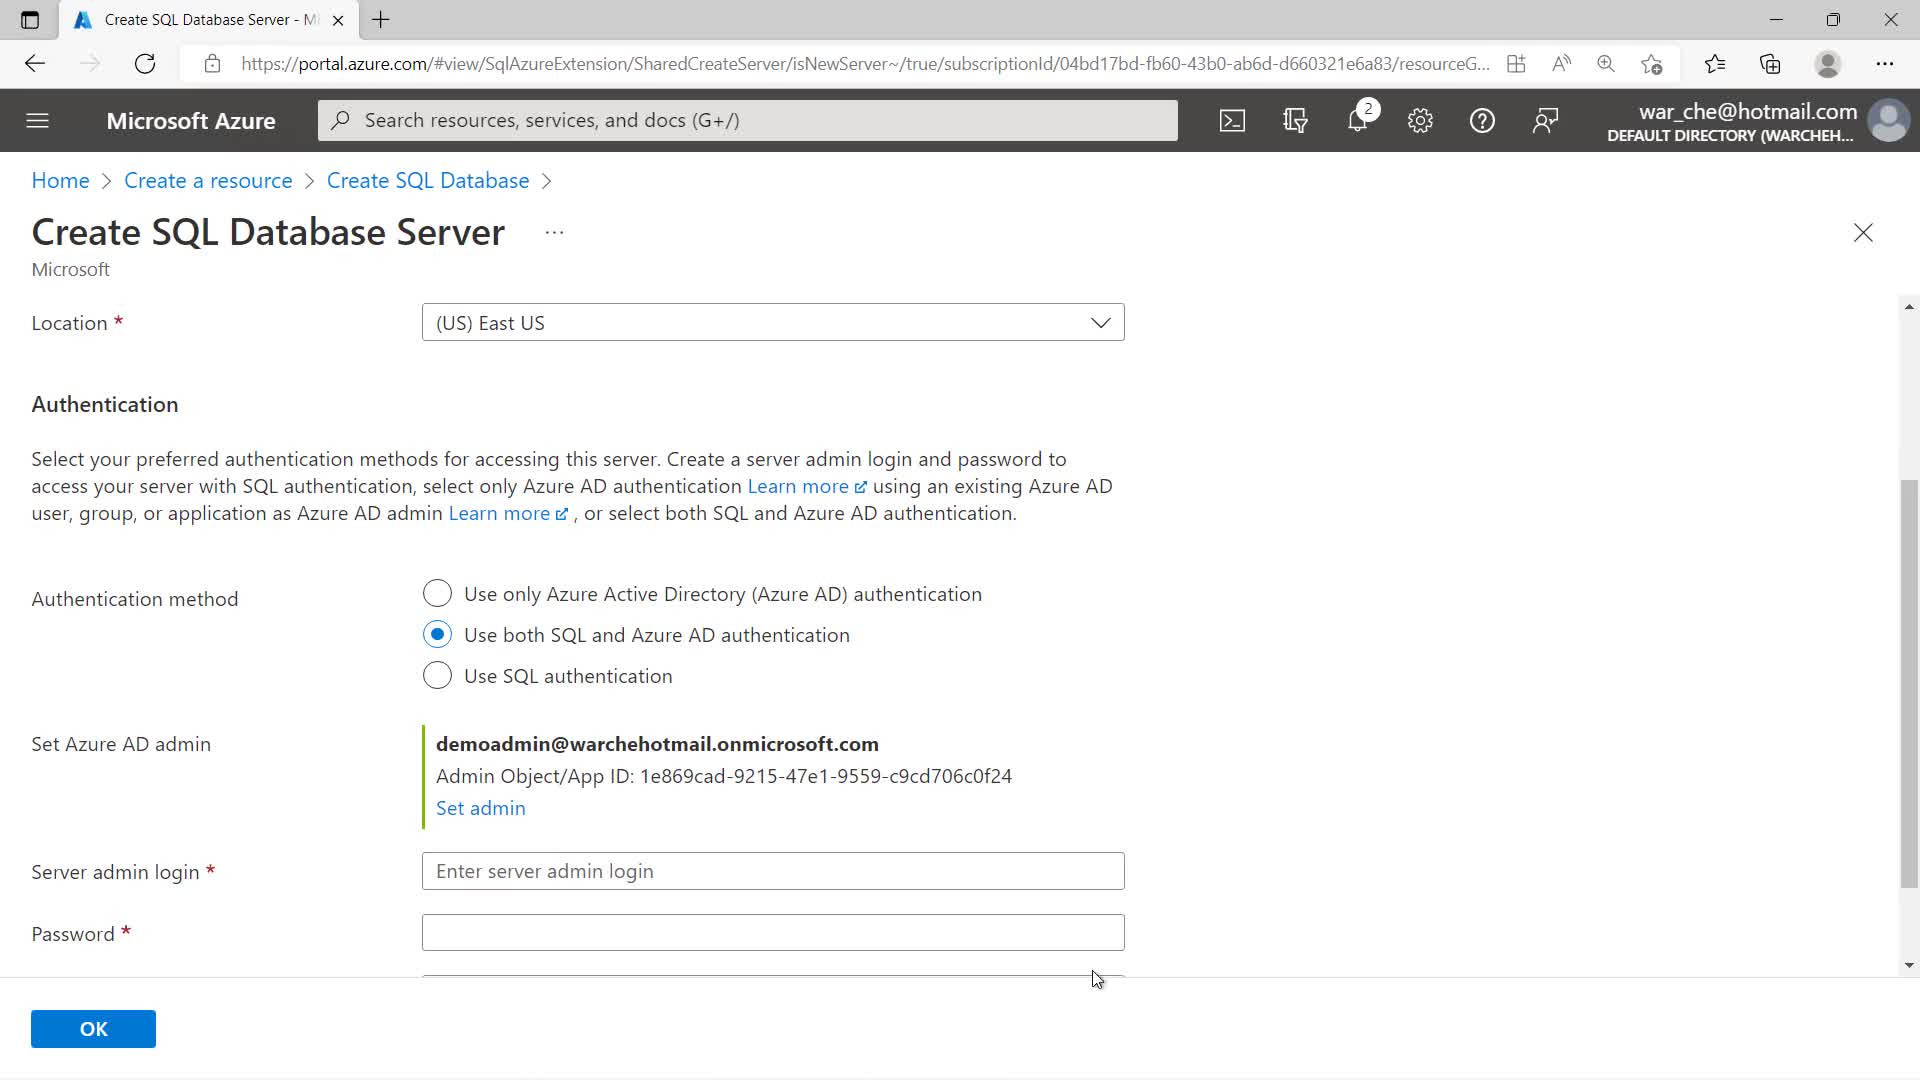 Create SQL Database Server - Mi
https://portal.azure.com/#view/SqlAzureExtension/SharedCreateServer/isNewServer~/true/subscriptionId/04bd17bd-fb60-43b0-ab6d-d660321e6a83/resourceG...
Microsoft Azure
Search resources, services, and docs (G+/)
2
war_che@hotmail.com
DEFAULT DIRECTORY (WARCHEH...
Home > Create a resource > Create SQL Database >
Create SQL Database Server ...
Microsoft
Location *
(US) East US
Authentication
Select your preferred authentication methods for accessing this server. Create a server admin login and password to
access your server with SQL authentication, select only Azure AD authentication Learn more using an existing Azure AD
user, group, or application as Azure AD admin Learn more , or select both SQL and Azure AD authentication.
Authentication method
Use only Azure Active Directory (Azure AD) authentication
Use both SQL and Azure AD authentication
Use SQL authentication
Set Azure AD admin
demoadmin@warchehotmail.onmicrosoft.com
Admin Object/App ID: 1e869cad-9215-47e1-9559-c9cd706c0f24
Set admin
Server admin login *
Enter server admin login
Password *
OK